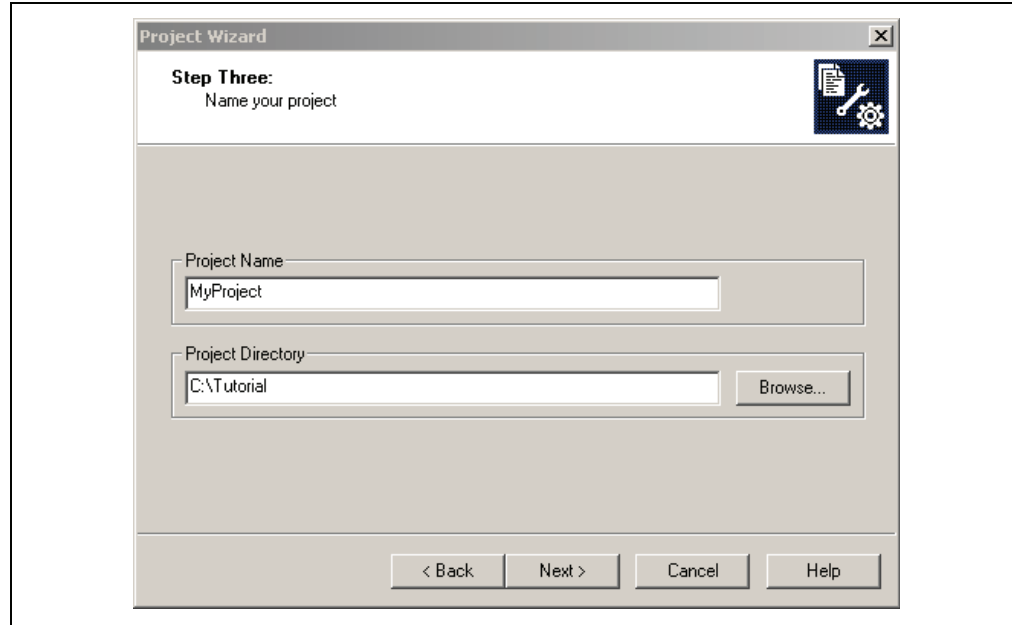 Project Wizard
Step Three:
Name your project
Project Name
MyProject
Project Directory
C:\Tutorial
Browse...
< Back
Next >
Cancel
Help